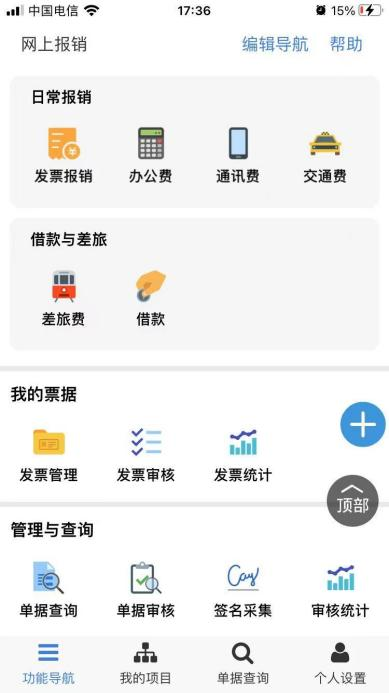 中国电信 17:36 15%
网上报销 编辑导航 帮助
日常报销
发票报销 办公费 通讯费 交通费
借款与差旅
差旅费 借款
我的票据
发票管理 发票审核 发票统计
顶部
管理与查询
单据查询 单据审核 签名采集 审核统计
功能导航 我的项目 单据查询 个人设置